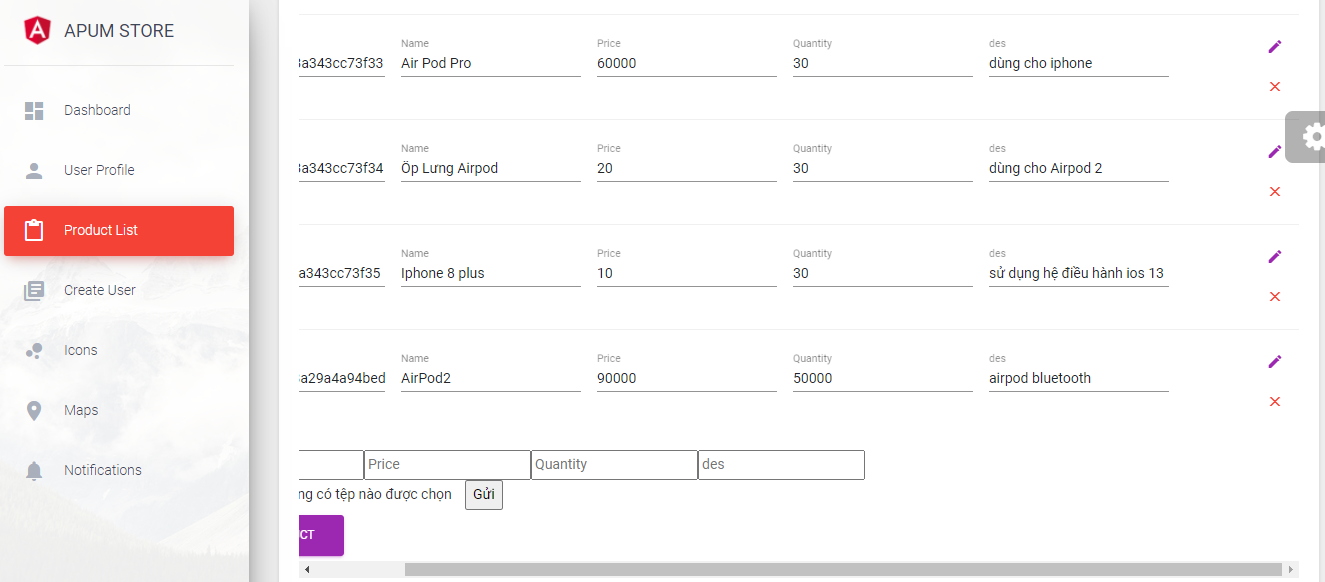 APUM STORE
Dashboard
User Profile
Product List
Create User
Icons
Maps
Notifications
Name Price Quantity des
3a343cc73f33 Air Pod Pro 60000 30 dùng cho iphone
Name Price Quantity des
3a343cc73f34 Ốp Lưng Airpod 20 30 dùng cho Airpod 2
Name Price Quantity des
a343cc73f35 Iphone 8 plus 10 30 sử dụng hệ điều hành ios 13
Name Price Quantity des
a29a4a94bed AirPod2 90000 50000 airpod bluetooth
Price Quantity des
ng có tệp nào được chọn Gửi
CT